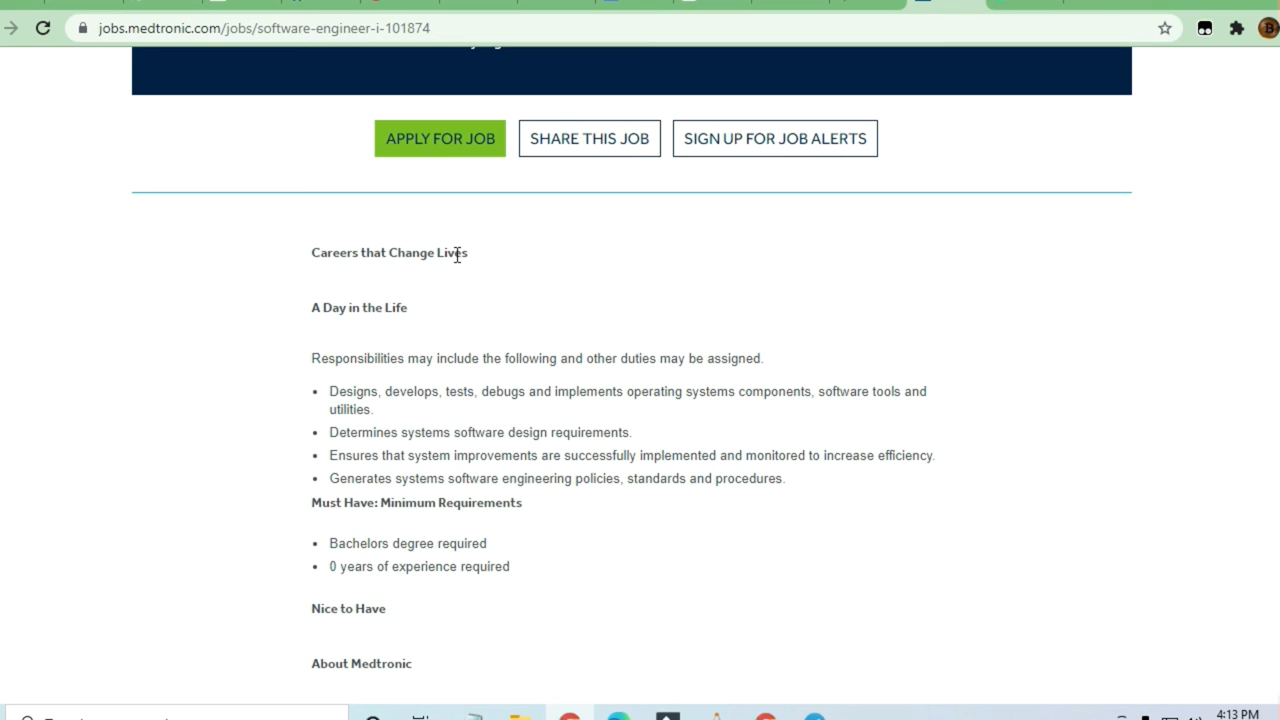 jobs.medtronic.com/jobs/software-engineer-i-101874
APPLY FOR JOB
SHARE THIS JOB
SIGN UP FOR JOB ALERTS
Careers that Change Lives
A Day in the Life
Responsibilities may include the following and other duties may be assigned.
• Designs, develops, tests, debugs and implements operating systems components, software tools and
utilities.
• Determines systems software design requirements.
• Ensures that system improvements are successfully implemented and monitored to increase efficiency.
• Generates systems software engineering policies, standards and procedures.
Must Have: Minimum Requirements
• Bachelors degree required
• 0 years of experience required
Nice to Have
About Medtronic
4:13 PM